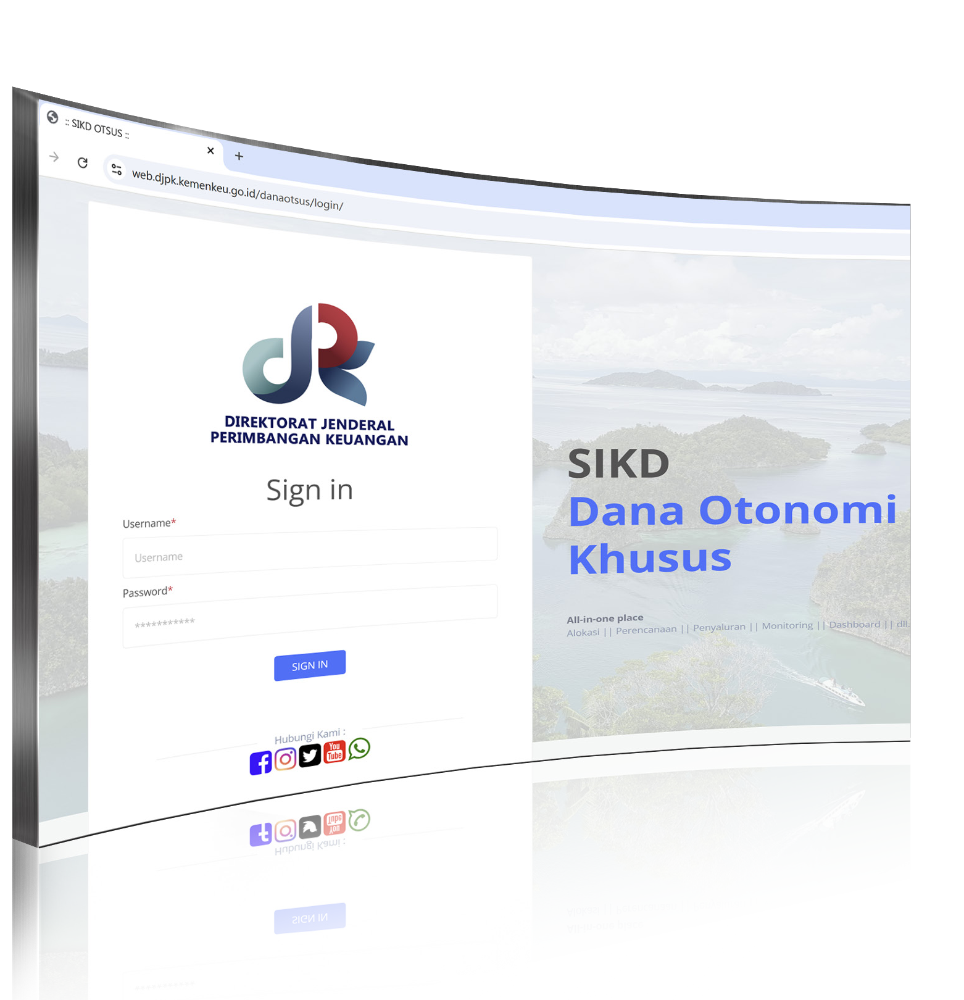 :: SIKD OTSUS ::
web.djpk.kemenkeu.go.id/danaotsus/login/
DIREKTORAT JENDERAL
PERIMBANGAN KEUANGAN
Sign in
Username*
Username
Password*
***********
SIGN IN
Hubungi Kami :
You
Tube
SIKD
Dana Otonomi
Khusus
All-in-one place
Alokasi || Perencanaan || Penyaluran || Monitoring || Dashboard || dll.